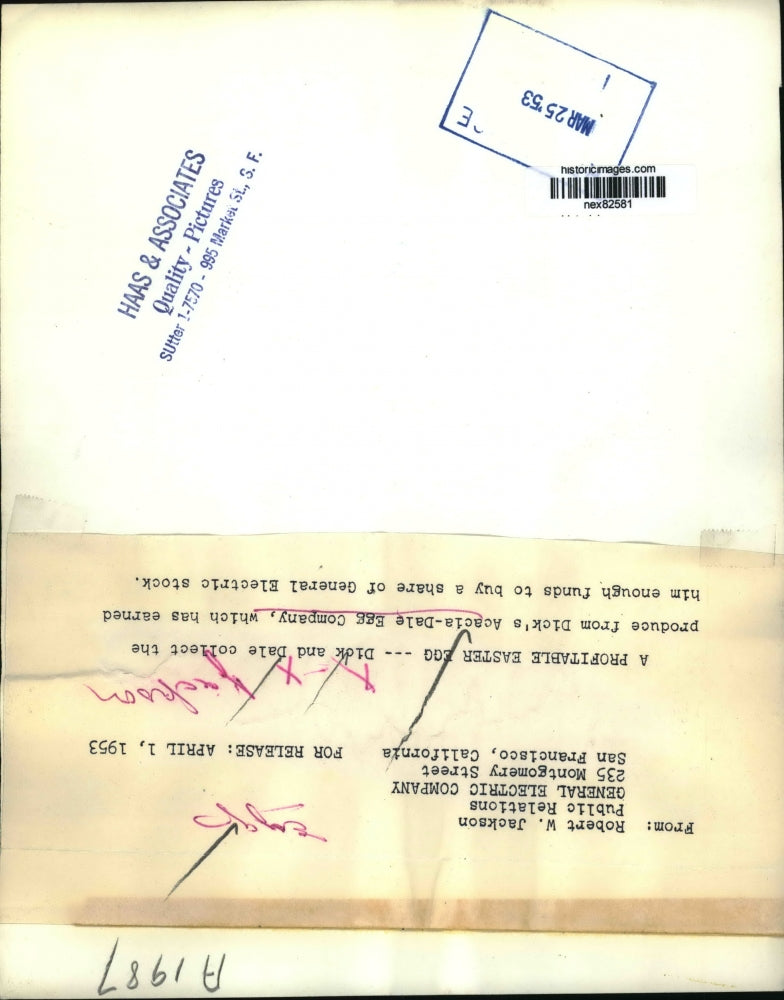 MAR 25 '53
historicimages.com
nex82581
HAAS & ASSOCIATES
Quality - Pictures
SUtter 1-7570 - 995 Market St., S. F.
A 1987
Eggs
From: Robert W. Jackson
Public Relations
GENERAL ELECTRIC COMPANY
235 Montgomery Street
San Francisco, California
FOR RELEASE: APRIL 1, 1953
Jackson
A PROFITABLE EASTER EGG --- Dick and Dale collect the
produce from Dick's Acacia-Dale Egg Company, which has earned
him enough funds to buy a share of General Electric stock.